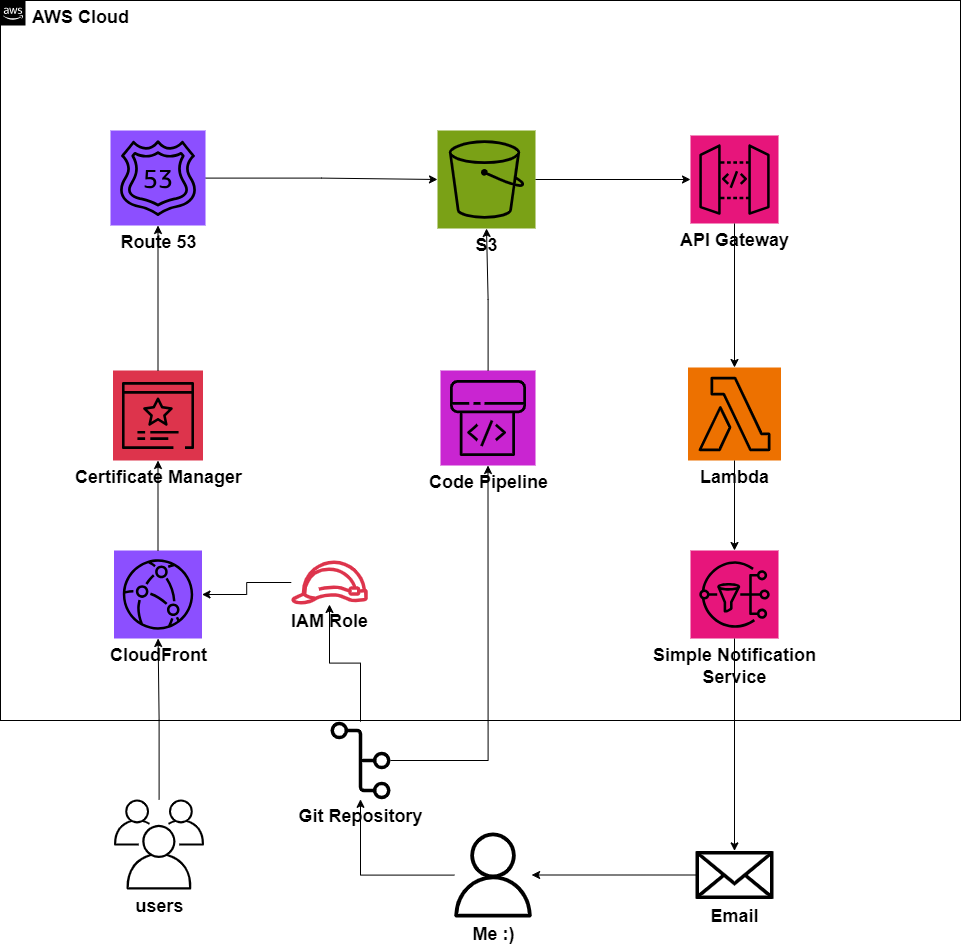 aws
AWS Cloud
53
Route 53
S3
</>
API Gateway
Certificate Manager
</>
Code Pipeline
Lambda
CloudFront
IAM Role
Simple Notification
Service
Git Repository
users
Me :)
Email